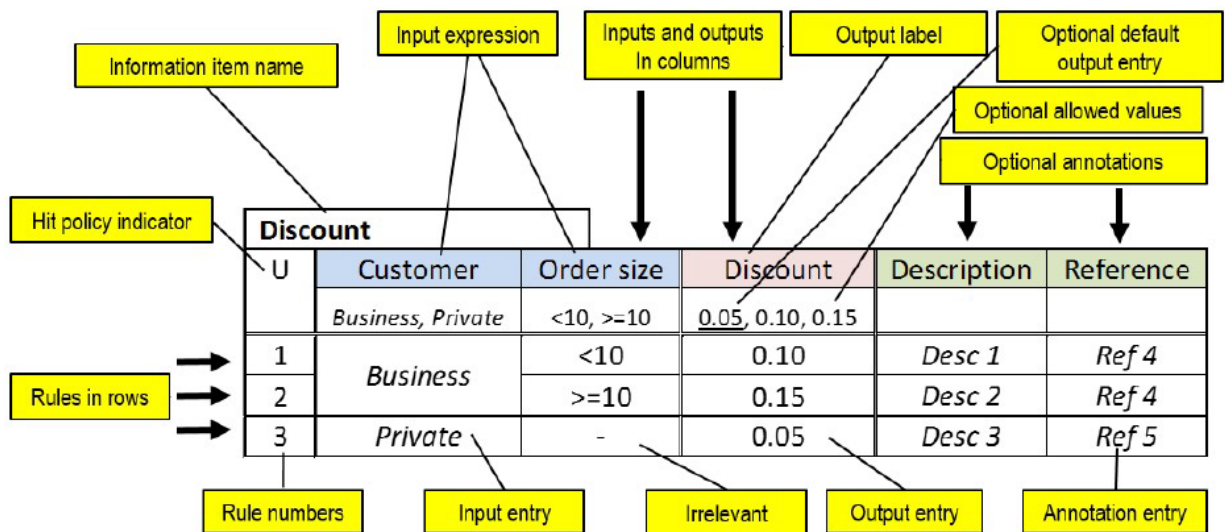 Input expression
Inputs and outputs
In columns
Output label
Optional default
output entry
Information item name
Optional allowed values
Optional annotations
Hit policy indicator
Discount
U Customer Order size Discount Description Reference
Business, Private <10, >=10 0.05, 0.10, 0.15
Rules in rows
1 Business <10 0.10 Desc 1 Ref 4
2 >=10 0.15 Desc 2 Ref 4
3 Private - 0.05 Desc 3 Ref 5
Rule numbers
Input entry
Irrelevant
Output entry
Annotation entry